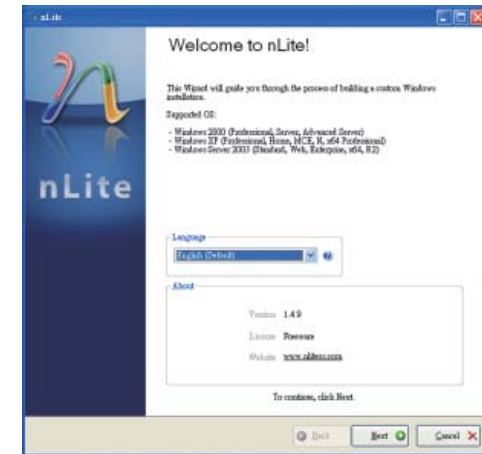 nLite
Welcome to nLite!
nLite
This Wizard will guide you through the process of building a custom Windows
installation.
Supported OS:
- Windows 2000 (Professional, Server, Advanced Server)
- Windows XP (Professional, Home, MCE, N, x64 Professional)
- Windows Server 2003 (Standard, Web, Enterprise, x64, R2)
Language
English (Default)
About
Version 1.4.9
License Freeware
Website www.nliteos.com
To continue, click Next
Back Next Cancel